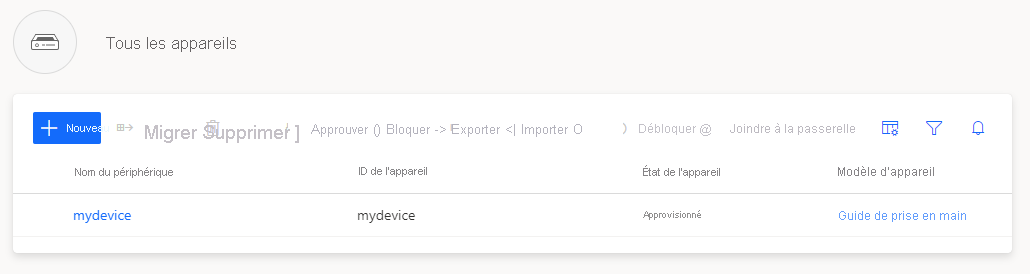 Tous les appareils
Nouveau Migrer Supprimer ] Approuver () Bloquer -> Exporter <| Importer O ) Débloquer @ Joindre à la passerelle
Nom du périphérique ID de l'appareil État de l'appareil Modèle d'appareil
mydevice mydevice Approvisionné Guide de prise en main